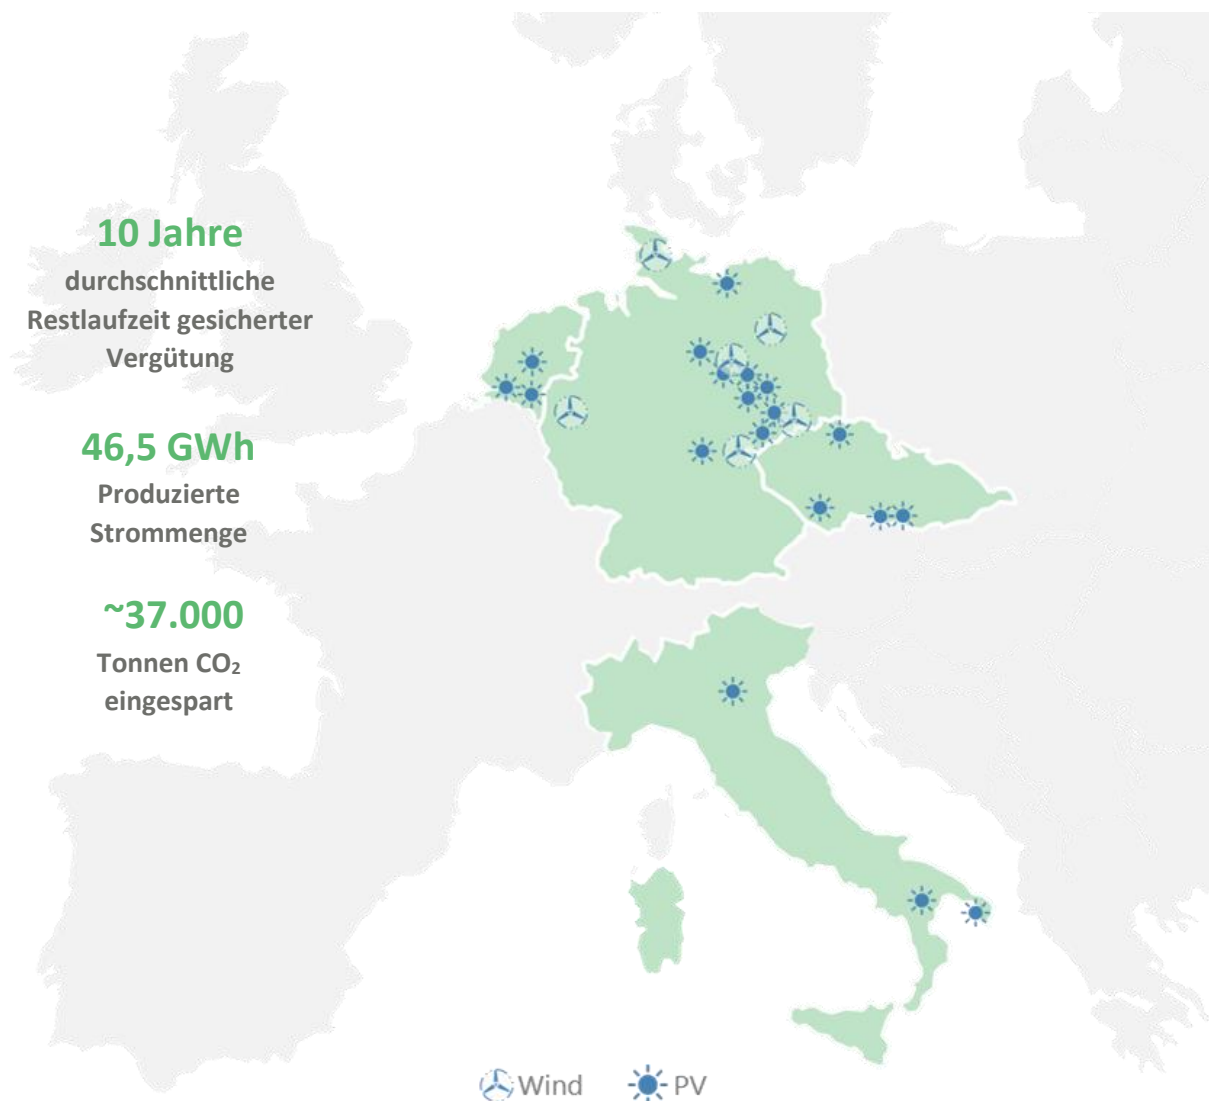 10 Jahre
durchschnittliche
Restlaufzeit gesicherter
Vergütung
46,5 GWh
Produzierte
Strommenge
~37.000
Tonnen CO₂
eingespart
Wind PV